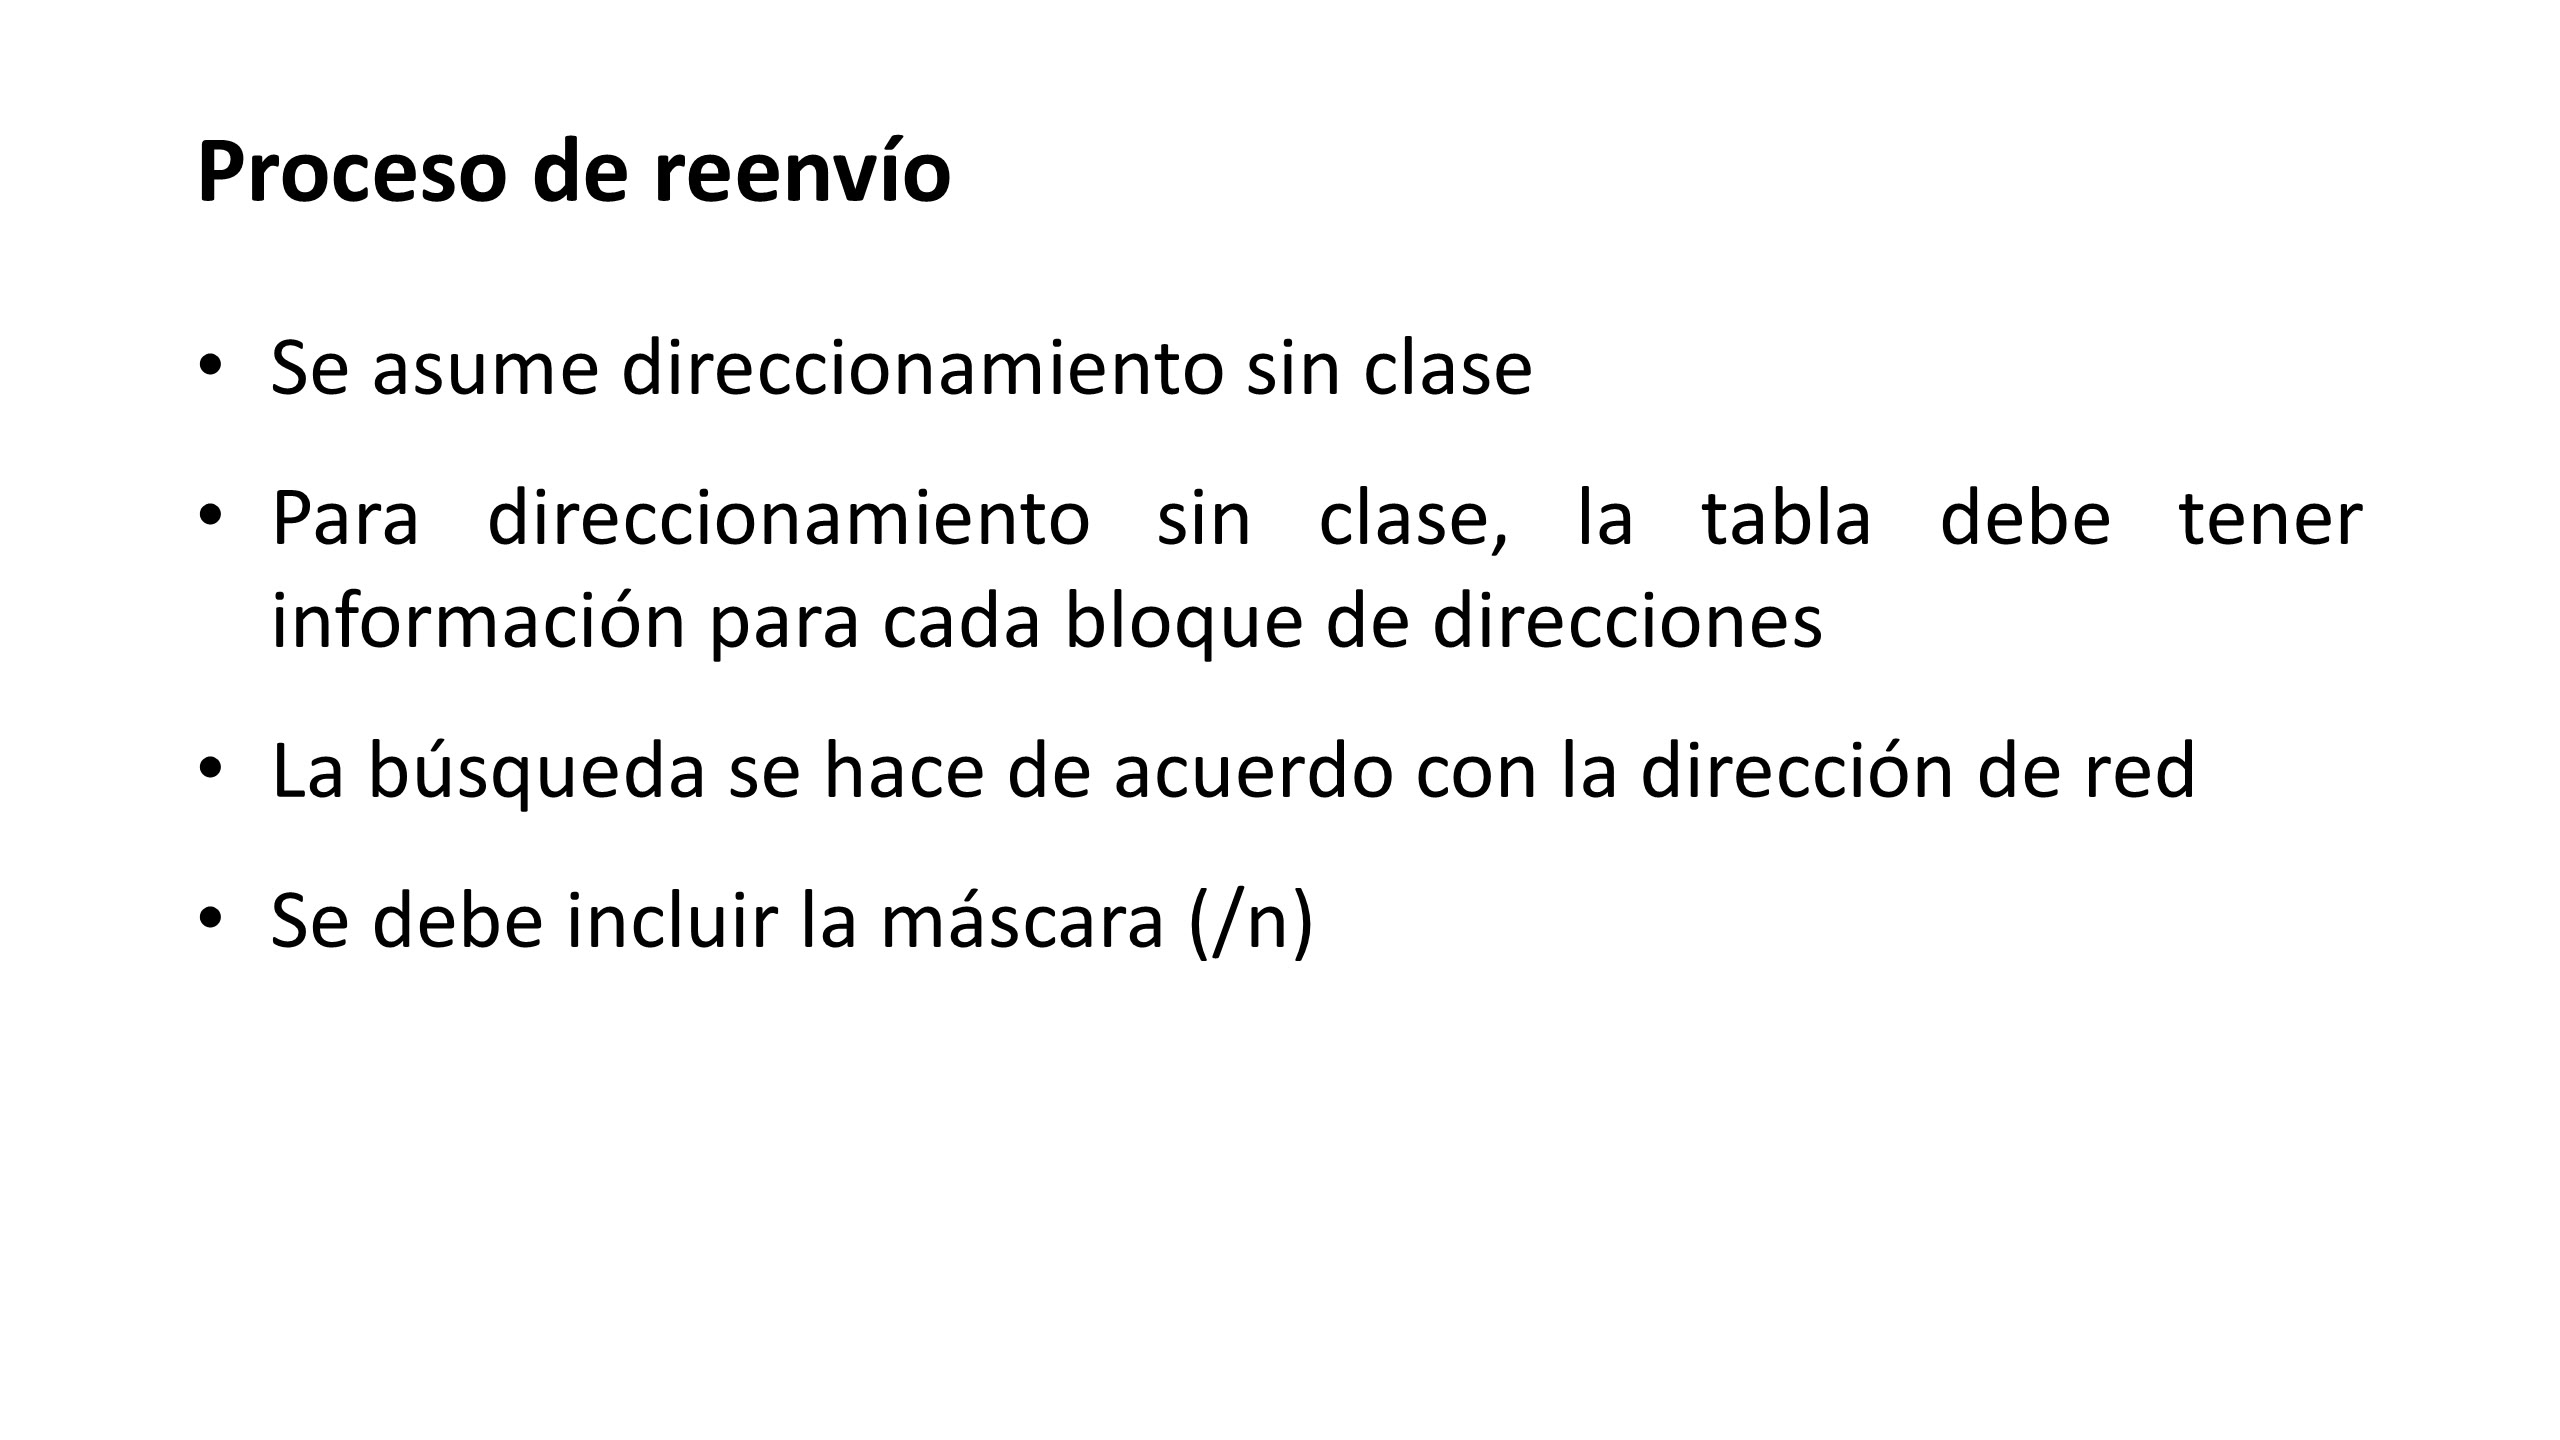 Proceso de reenvío
• Se asume direccionamiento sin clase
• Para direccionamiento sin clase, la tabla debe tener
información para cada bloque de direcciones
• La búsqueda se hace de acuerdo con la dirección de red
• Se debe incluir la máscara (/n)